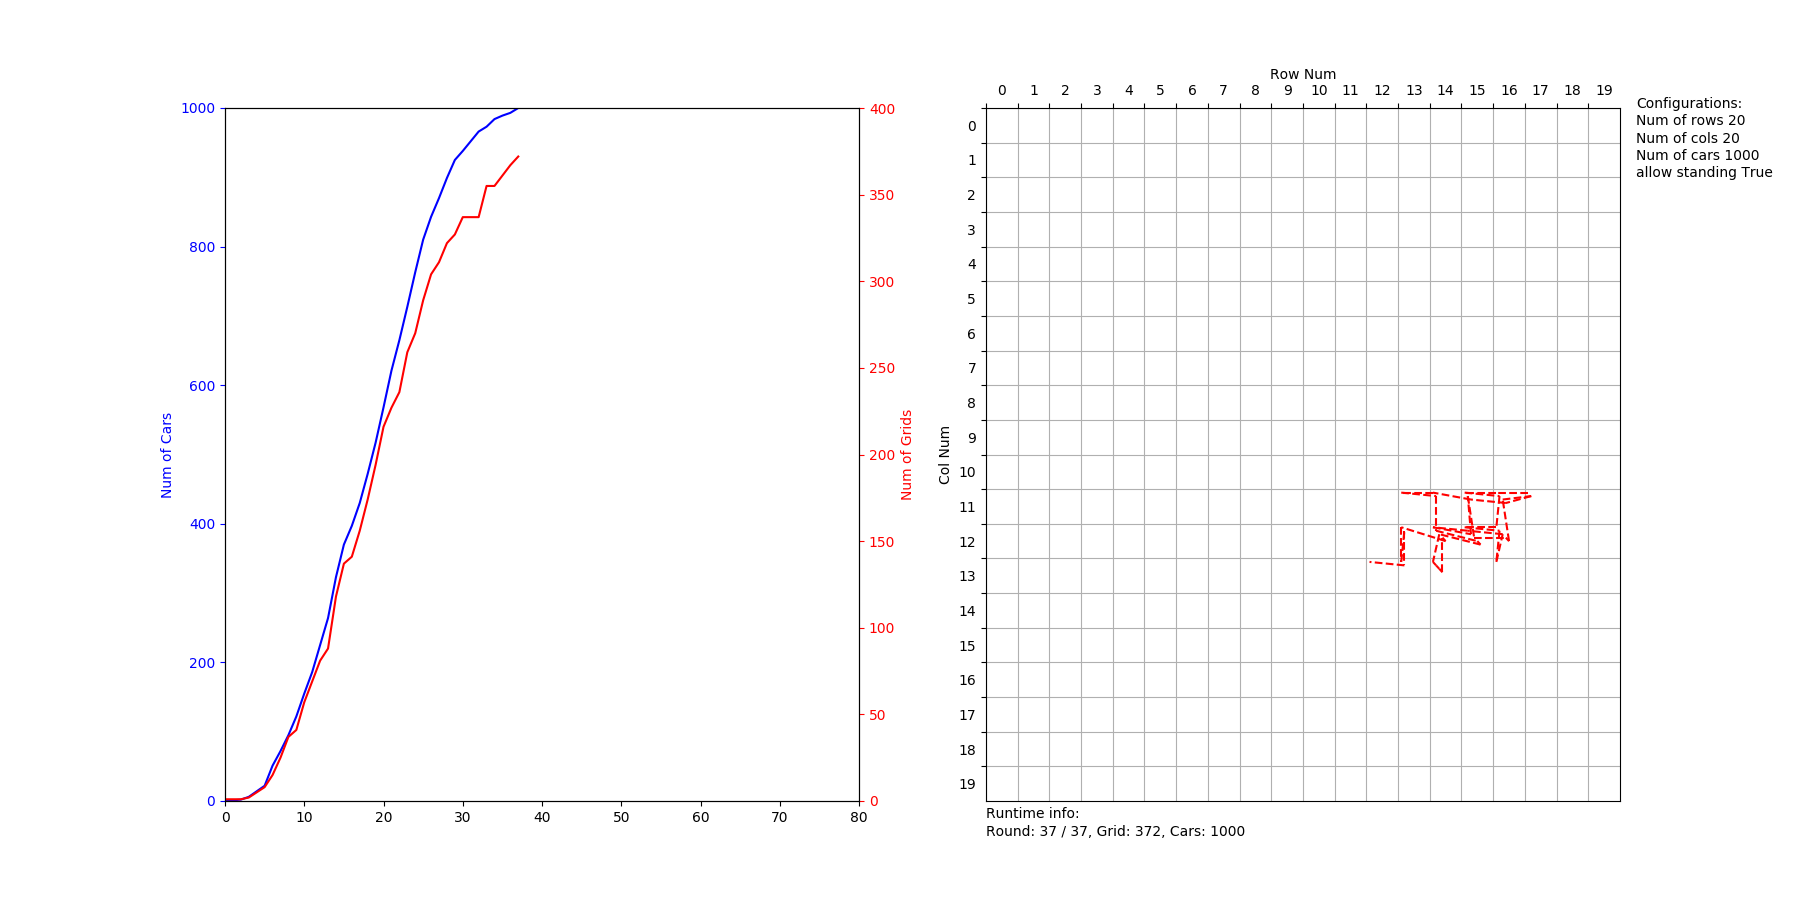 Row Num
0 1 2 3 4 5 6 7 8 9 10 11 12 13 14 15 16 17 18 19
Configurations:
Num of rows 20
Num of cols 20
Num of cars 1000
allow standing True
1000
800
600
400
200
0
Num of Cars
0 10 20 30 40 50 60 70 80
400
350
300
250
200
150
100
50
0
Num of Grids
Col Num
0
1
2
3
4
5
6
7
8
9
10
11
12
13
14
15
16
17
18
19
Runtime info:
Round: 37 / 37, Grid: 372, Cars: 1000